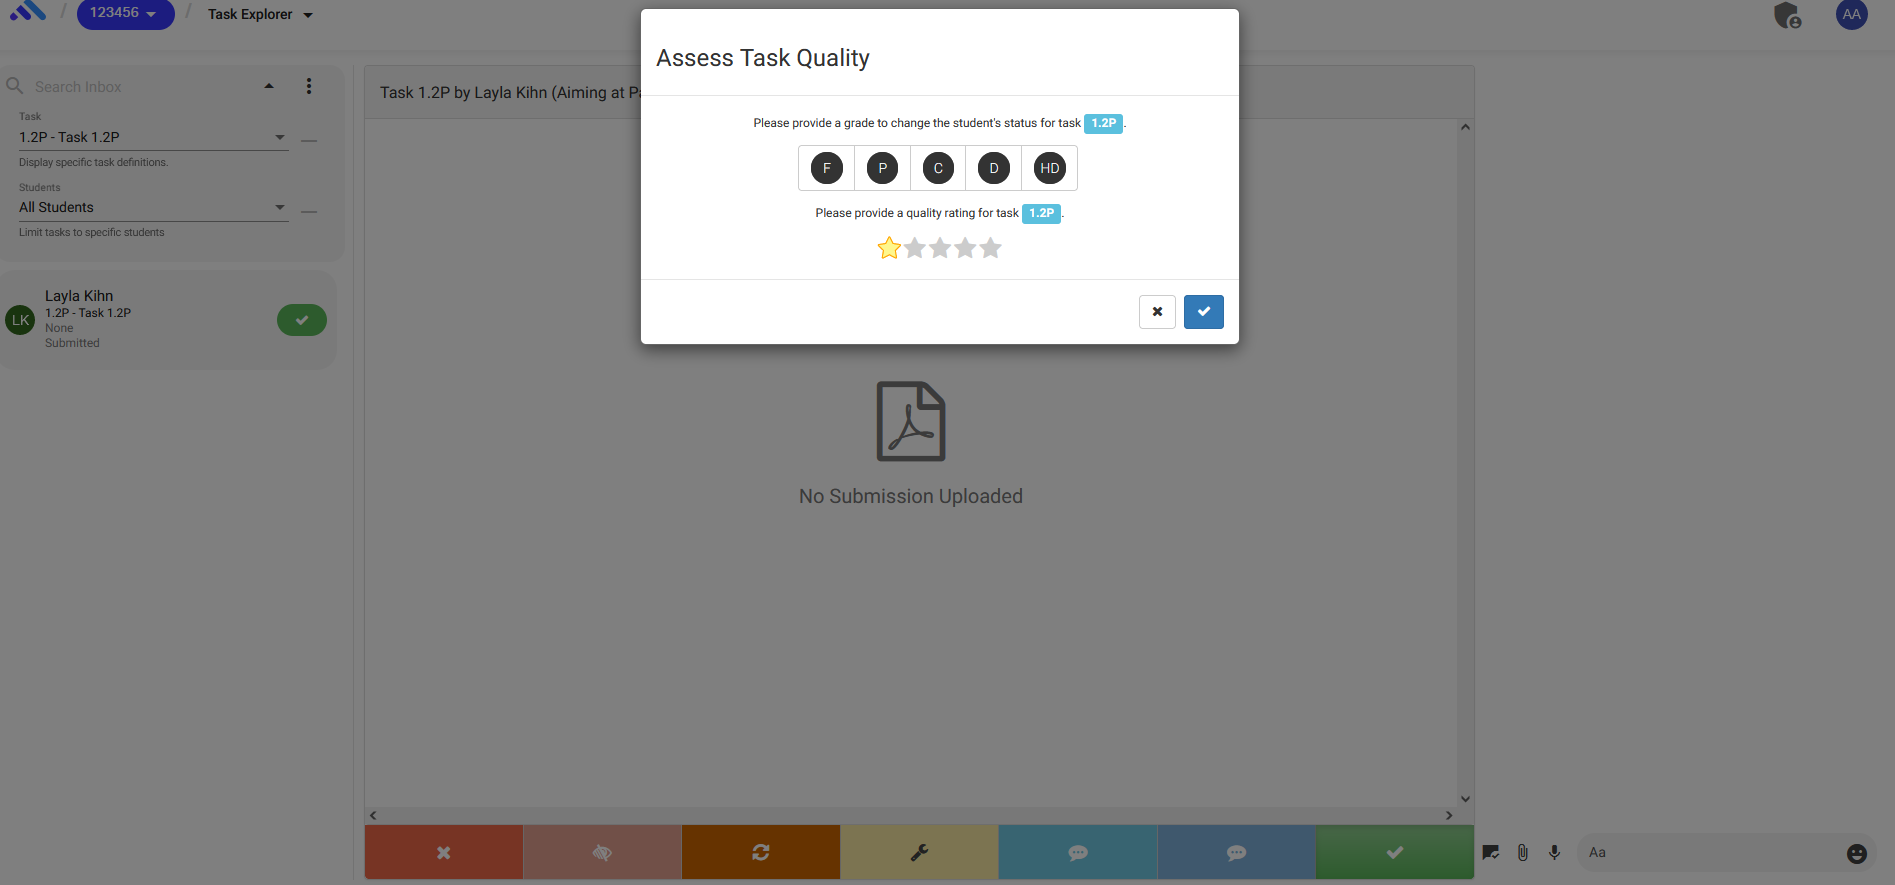 123456
Task Explorer
AA
Search Inbox
Task
1.2P - Task 1.2P
Display specific task definitions.
Students
All Students
Limit tasks to specific students
LK
Layla Kihn
1.2P - Task 1.2P
None
Submitted
Task 1.2P by Layla Kihn (Aiming at
Assess Task Quality
Please provide a grade to change the student's status for task 1.2P.
F P C D HD
Please provide a quality rating for task 1.2P.
No Submission Uploaded
Aa